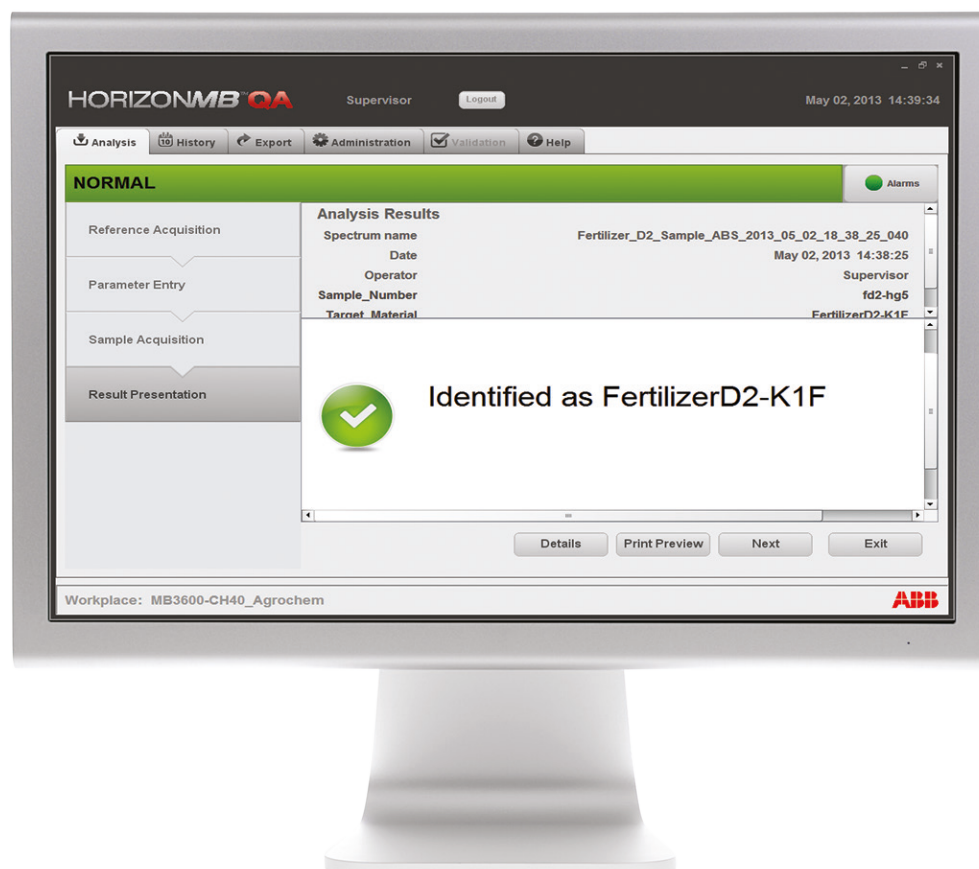 HORIZONMB™QA Supervisor Logout May 02, 2013 14:39:34
Analysis History Export Administration Validation Help
NORMAL Alarms
Reference Acquisition
Parameter Entry
Sample Acquisition
Result Presentation
Analysis Results
Spectrum name Fertilizer_D2_Sample_ABS_2013_05_02_18_38_25_040
Date May 02, 2013 14:38:25
Operator Supervisor
Sample_Number fd2-hg5
Target_Material FertilizerD2-K1F
Identified as FertilizerD2-K1F
Details Print Preview Next Exit
Workplace: MB3600-CH40_Agrochem ABB